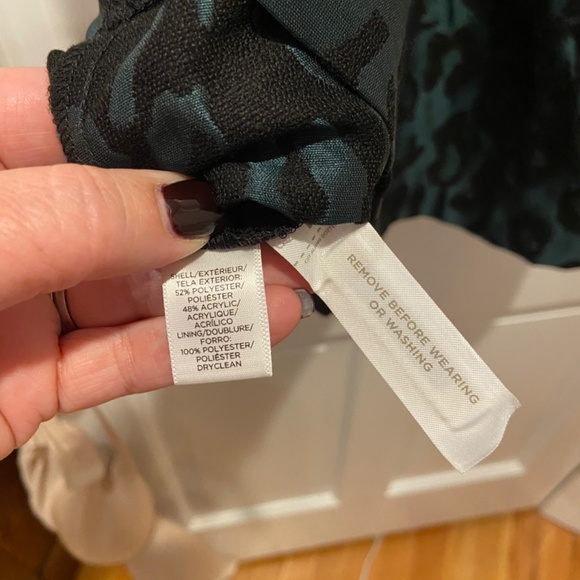 SHELL/EXTÉRIEUR/
TELA EXTERIOR:
52% POLYESTER/
POLIÉSTER
48% ACRYLIC/
ACRYLIQUE/
ACRÍLICO
LINING/DOUBLURE/
FORRO:
100% POLYESTER/
POLIÉSTER
DRYCLEAN
REMOVE BEFORE WEARING
OR WASHING